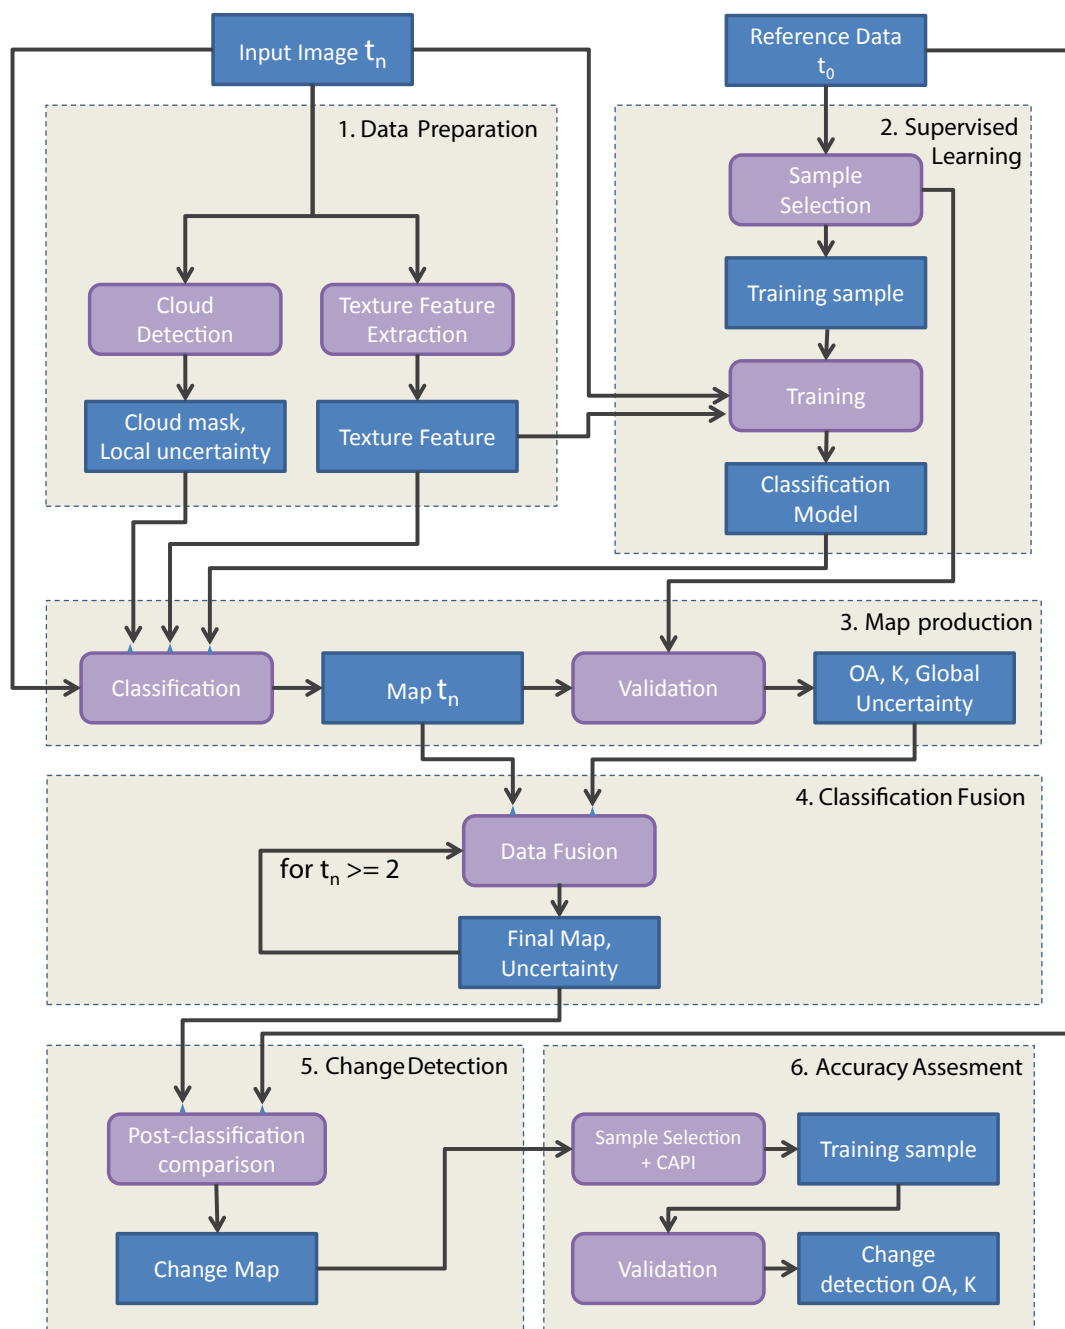 Input Image tn
Reference Data
t0
1. Data Preparation
2. Supervised
Learning
Sample
Selection
Training sample
Cloud
Detection
Texture Feature
Extraction
Training
Cloud mask,
Local uncertainty
Texture Feature
Classification
Model
3. Map production
Classification
Map tn
Validation
OA, K, Global
Uncertainty
4. Classification Fusion
Data Fusion
for tn >= 2
Final Map,
Uncertainty
5. Change Detection
6. Accuracy Assesment
Post-classification
comparison
Sample Selection
+ CAPI
Training sample
Change Map
Validation
Change
detection OA, K